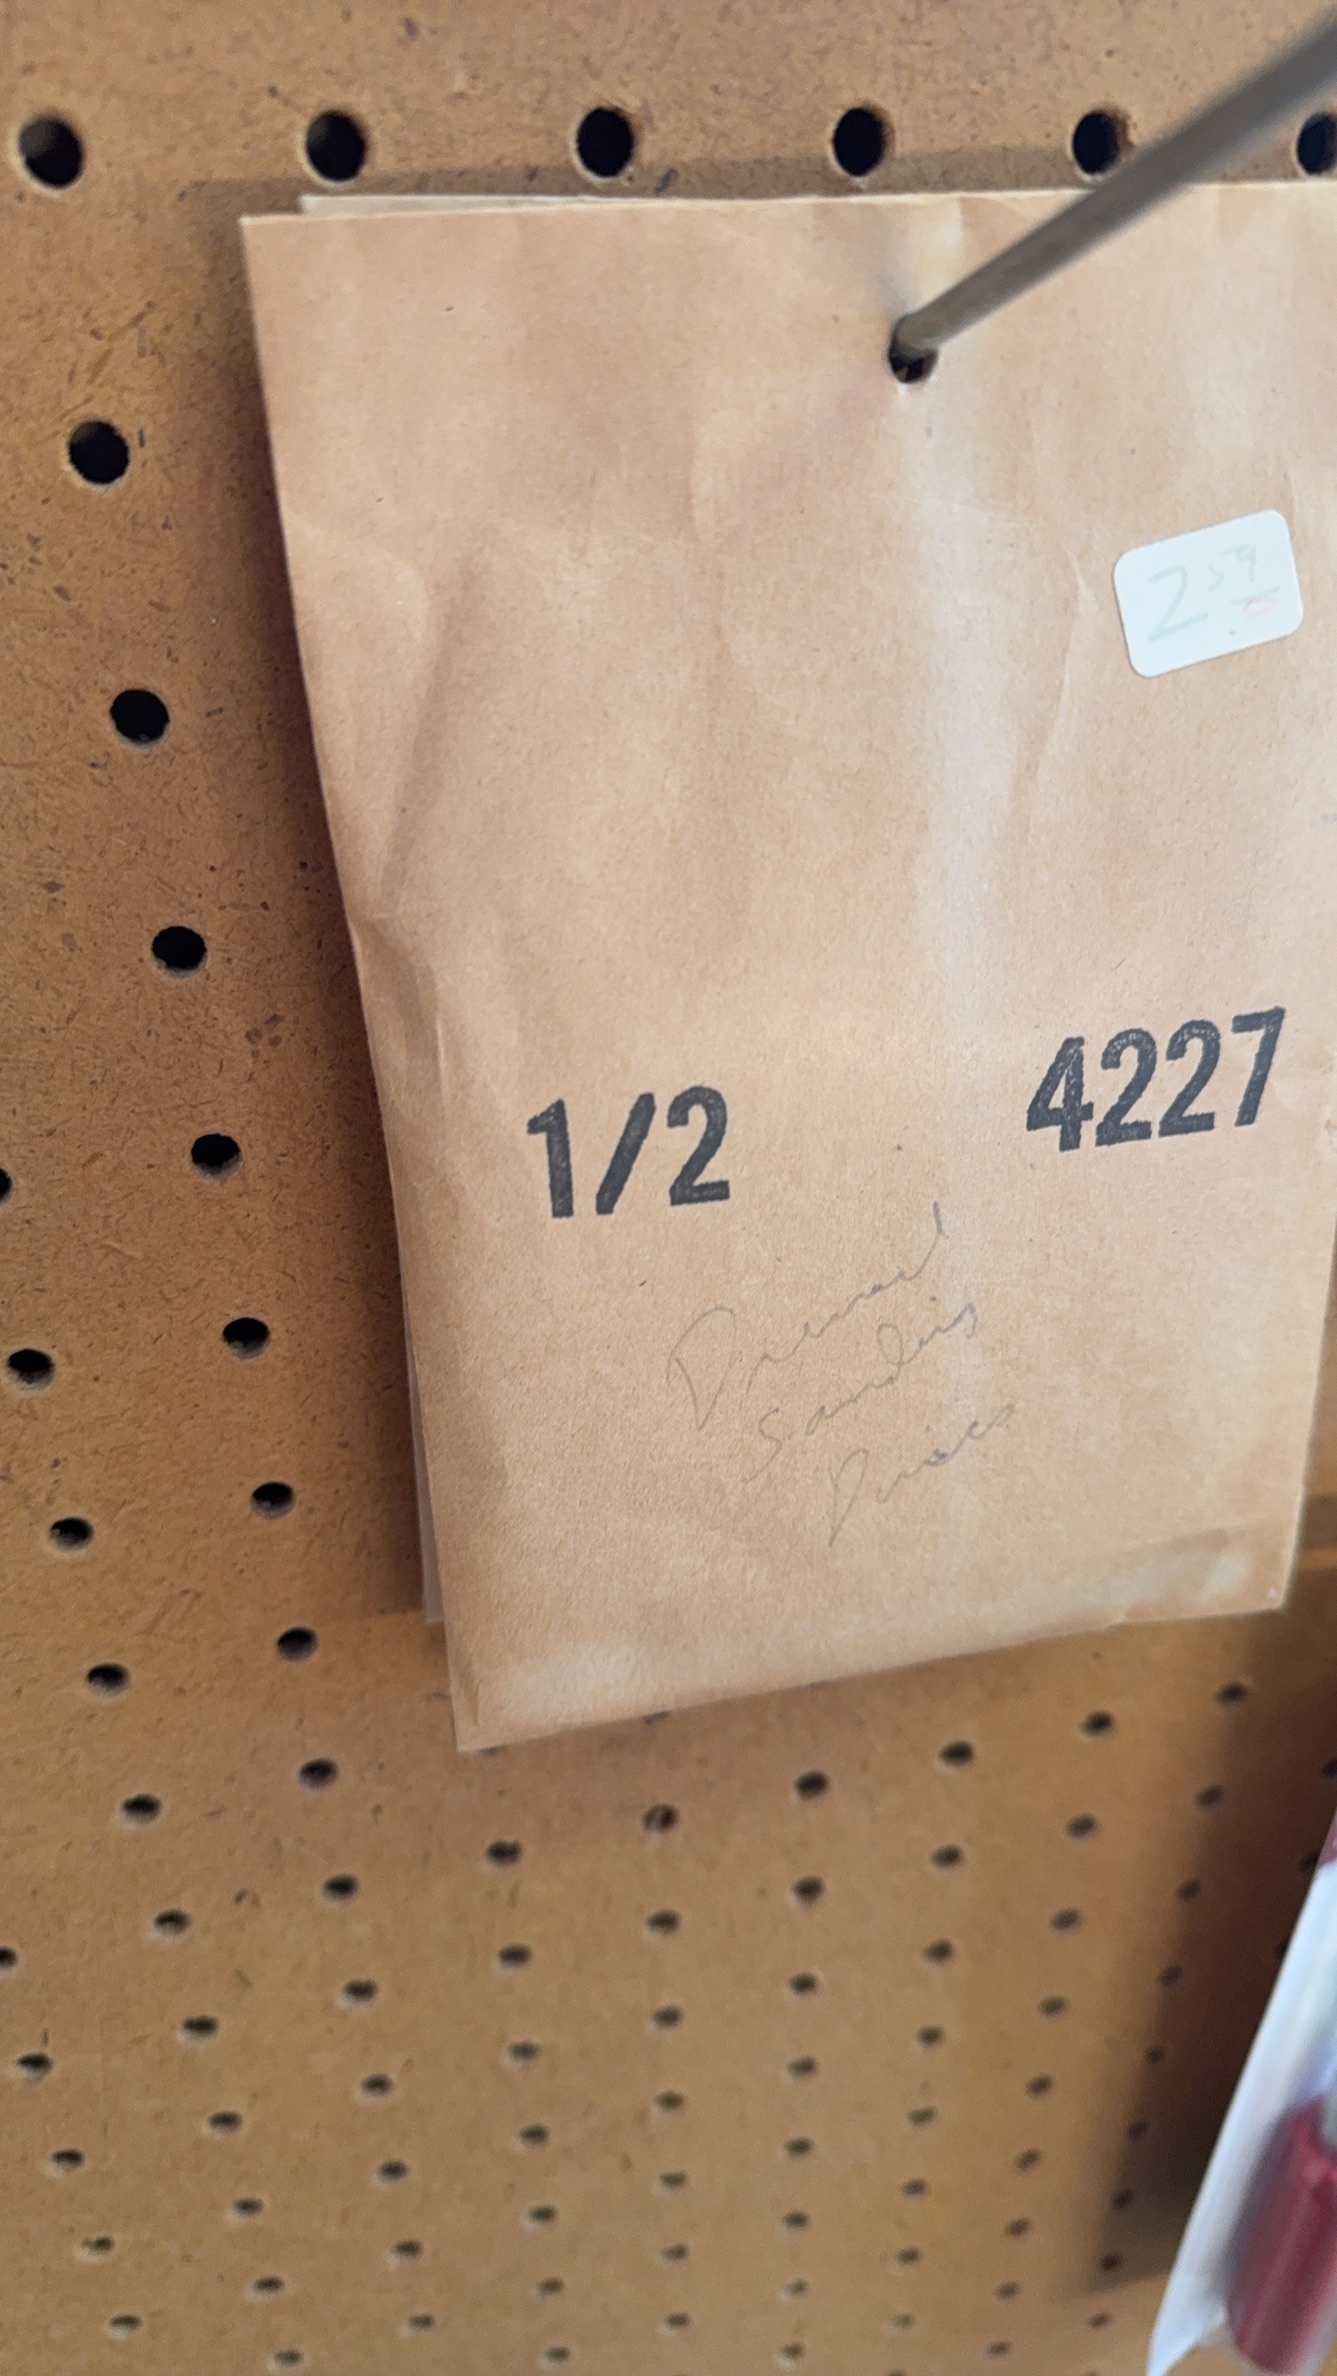 2 59
1/2 4227
Dremel
Sanding
Discs